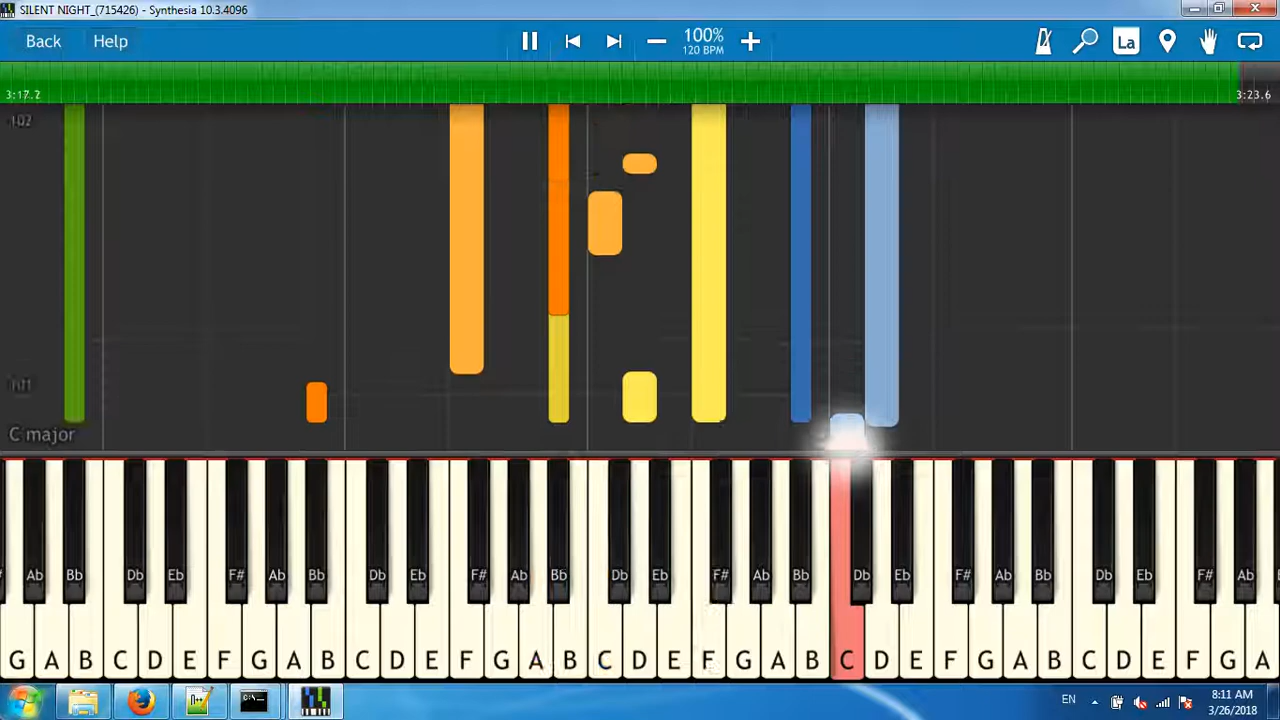 SILENT NIGHT_(715426) - Synthesia 10.3.4096
Back Help 100% La
120 BPM
3:17.2 3:23.6
102
101
C major
Ab Bb Db Eb F# Ab Bb Db Eb F# Ab Bb Db Eb F# Ab Bb Db Eb F# Ab Bb Db Eb F# Ab
G A B C D E F G A B C D E F G A B C D E F G A B C D E F G A B C D E F G A
EN 8:11 AM
3/26/2018